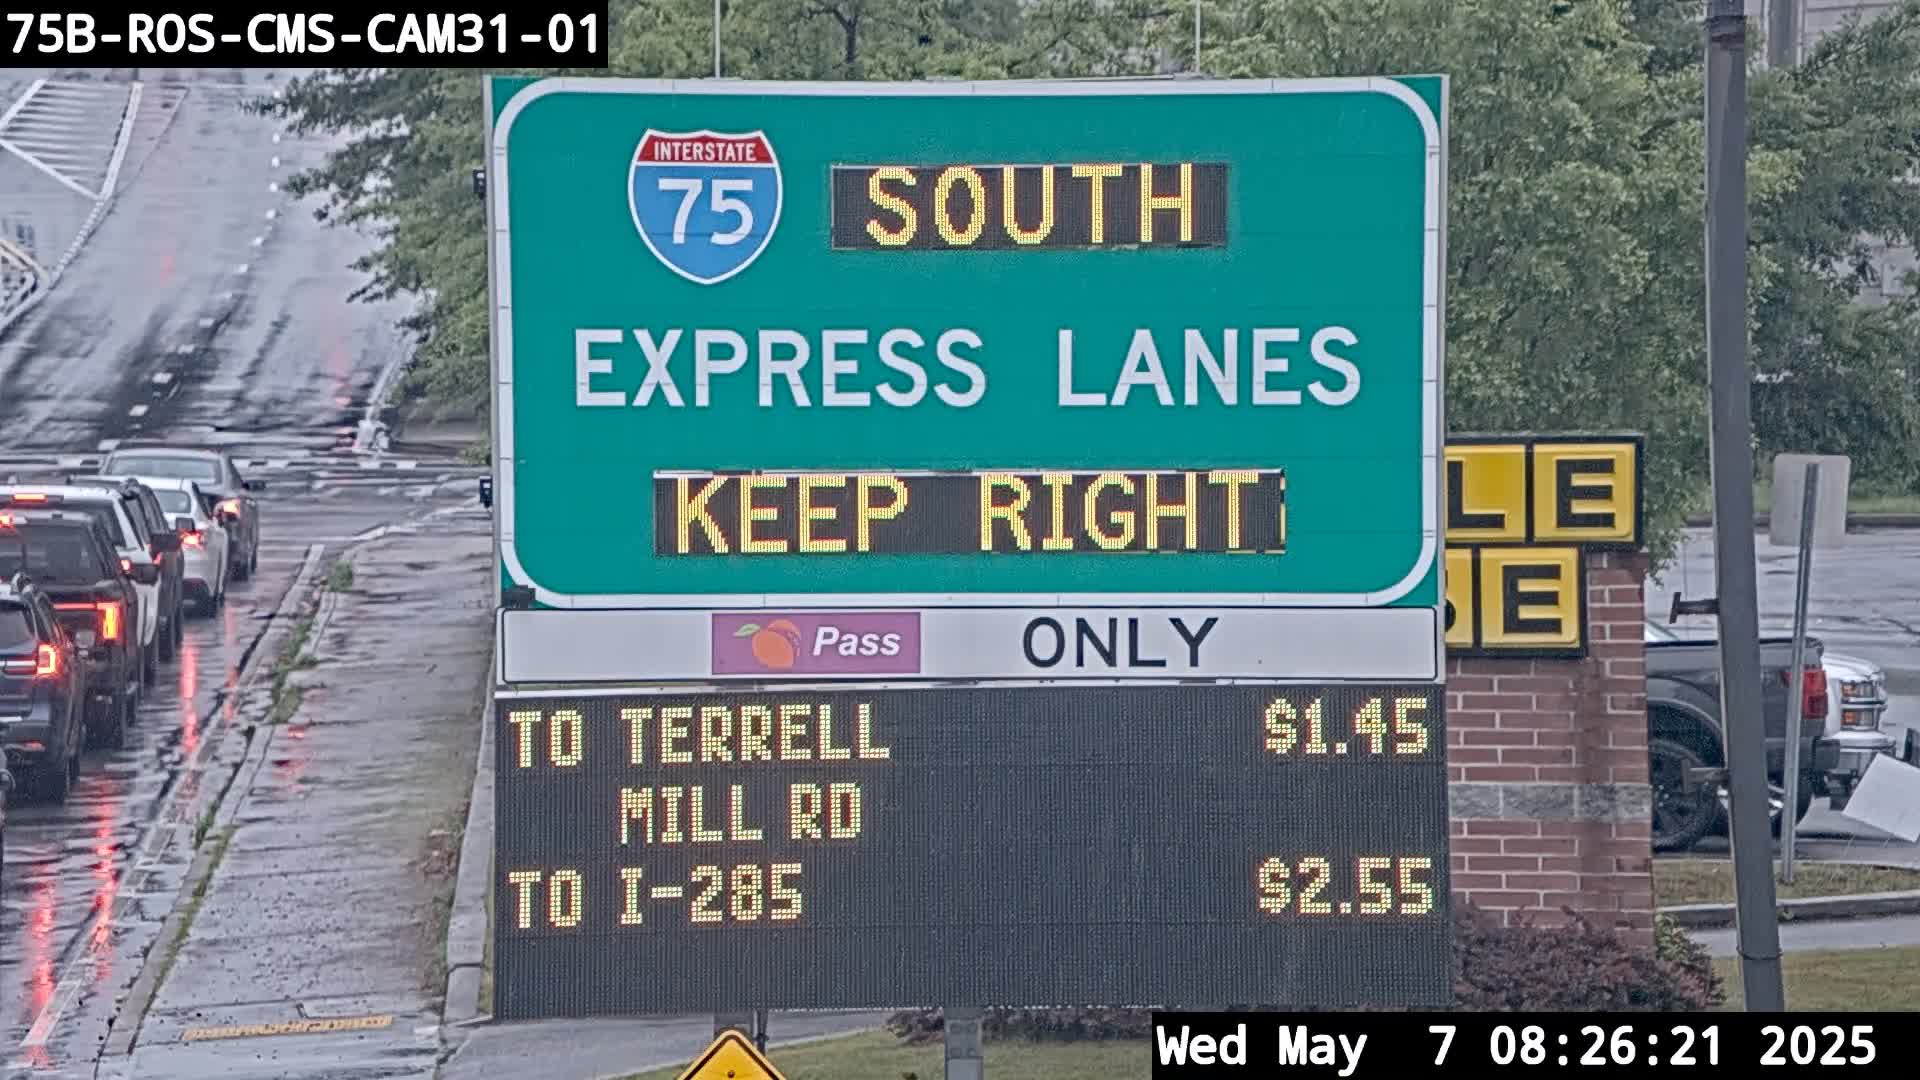 75B-ROS-CMS-CAM31-01
INTERSTATE
75
SOUTH
EXPRESS LANES
KEEP RIGHT
Pass ONLY
TO TERRELL $1.45
MILL RD
TO I-285 $2.55
LE
E
Wed May 7 08:26:21 2025